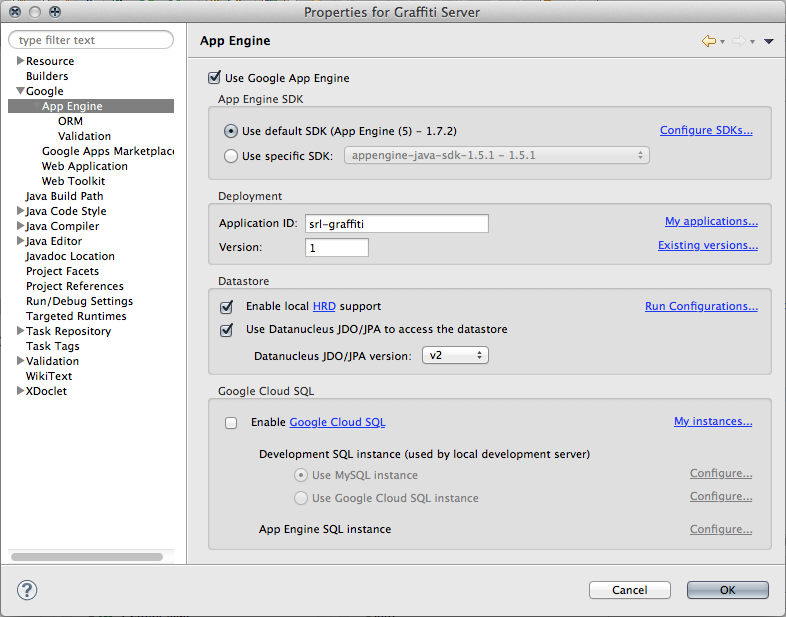 Properties for Graffiti Server
type filter text
Resource
Builders
Google
App Engine
ORM
Validation
Google Apps Marketplace
Web Application
Web Toolkit
Java Build Path
Java Code Style
Java Compiler
Java Editor
Javadoc Location
Project Facets
Project References
Run/Debug Settings
Targeted Runtimes
Task Repository
Task Tags
Validation
WikiText
XDoclet
App Engine
Use Google App Engine
App Engine SDK
Use default SDK (App Engine (5) - 1.7.2)
Configure SDKs...
Use specific SDK:
appengine-java-sdk-1.5.1 - 1.5.1
Deployment
Application ID:
srl-graffiti
My applications...
Version:
1
Existing versions...
Datastore
Enable local HRD support
Run Configurations...
Use Datanucleus JDO/JPA to access the datastore
Datanucleus JDO/JPA version:
v2
Google Cloud SQL
Enable Google Cloud SQL
My instances...
Development SQL instance (used by local development server)
Use MySQL instance
Configure...
Use Google Cloud SQL instance
Configure...
App Engine SQL instance
Configure...
?
Cancel
OK